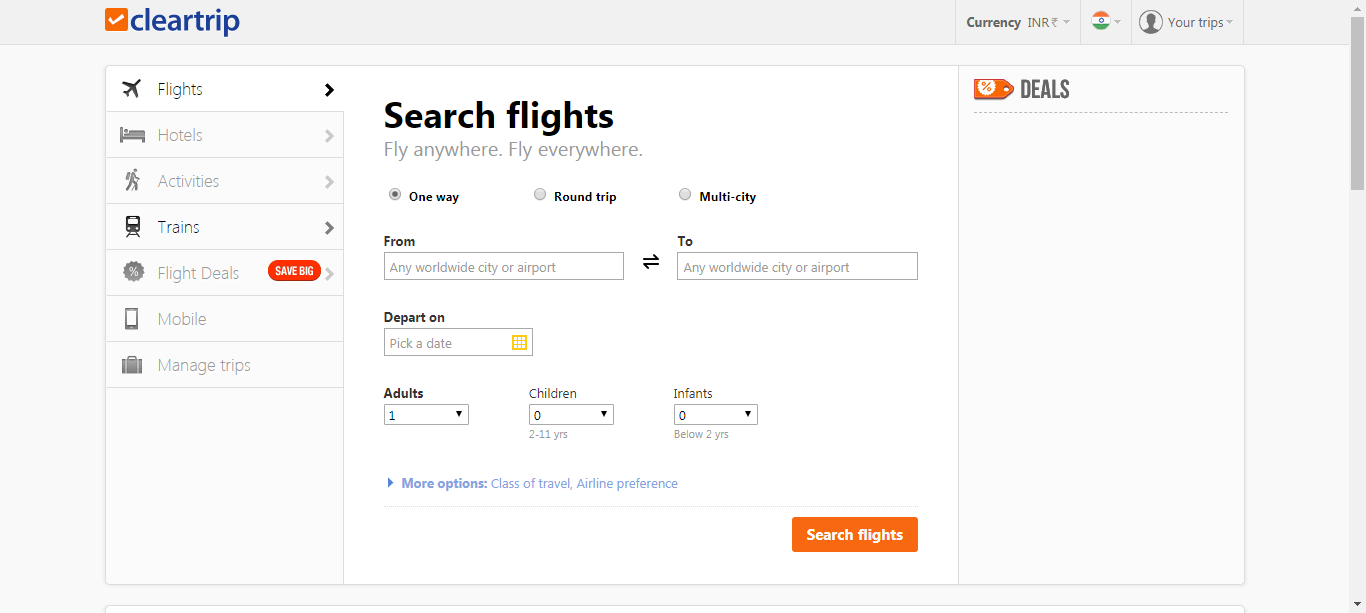 cleartrip
Currency INR₹
Your trips
Flights
Hotels
Activities
Trains
Flight Deals SAVE BIG
Mobile
Manage trips
Search flights
Fly anywhere. Fly everywhere.
One way Round trip Multi-city
From To
Any worldwide city or airport Any worldwide city or airport
Depart on
Pick a date
Adults Children Infants
1 0 0
2-11 yrs Below 2 yrs
More options: Class of travel, Airline preference
Search flights
% DEALS